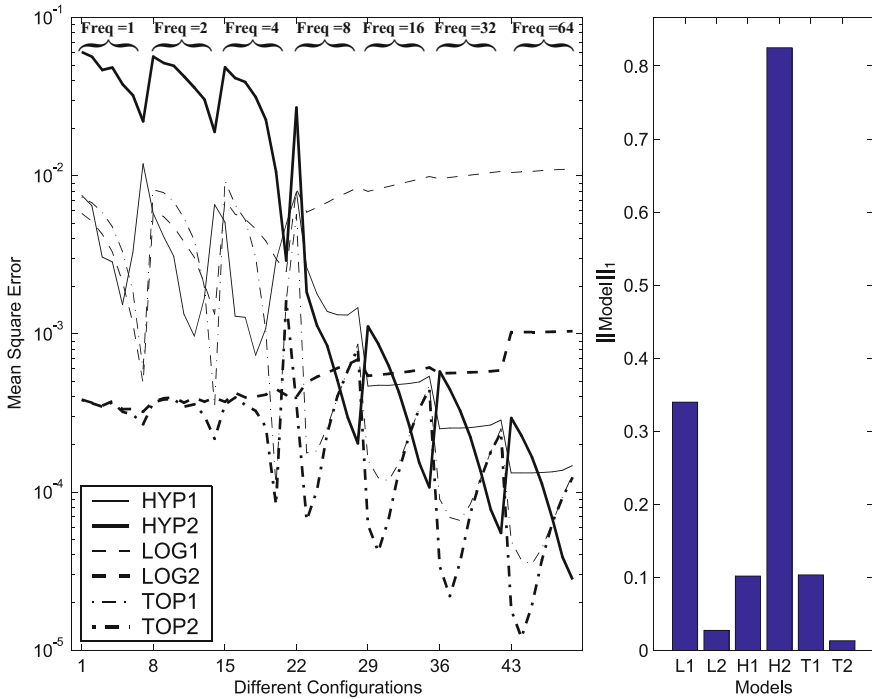 Freq =1 Freq =2 Freq =4 Freq =8 Freq =16 Freq =32 Freq =64
10^-1
10^-2
10^-3
10^-4
10^-5
Mean Square Error
HYP1
HYP2
LOG1
LOG2
TOP1
TOP2
1 8 15 22 29 36 43
Different Configurations
0.8
0.7
0.6
0.5
0.4
0.3
0.2
0.1
0
||Model||_1
L1 L2 H1 H2 T1 T2
Models